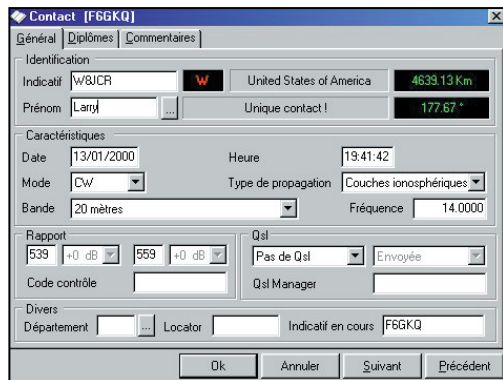 Contact [F6GKQ]
Général Diplômes Commentaires
Identification
Indicatif W8JCR W United States of America 4639.13 Km
Prénom Larry ... Unique contact ! 177.67 °
Caractéristiques
Date 13/01/2000 Heure 19:41:42
Mode CW Type de propagation Couches ionosphériques
Bande 20 mètres Fréquence 14.0000
Rapport Qsl
539 +0 dB 559 +0 dB Pas de Qsl Envoyée
Code contrôle Qsl Manager
Divers
Département ... Locator Indicatif en cours F6GKQ
Ok Annuler Suivant Précédent